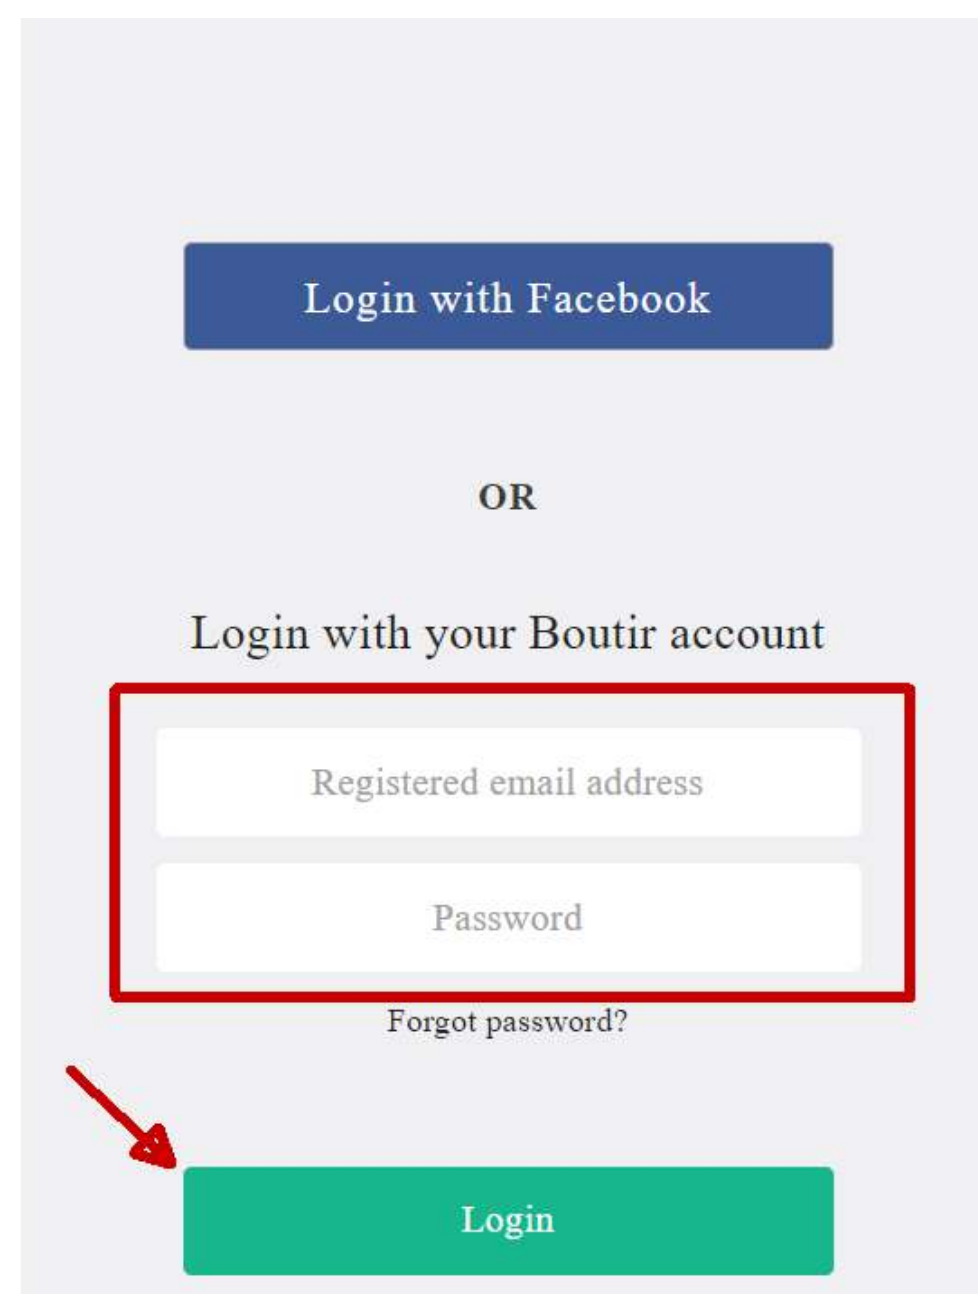 Login with Facebook
OR
Login with your Boutir account
Registered email address
Password
Forgot password?
Login